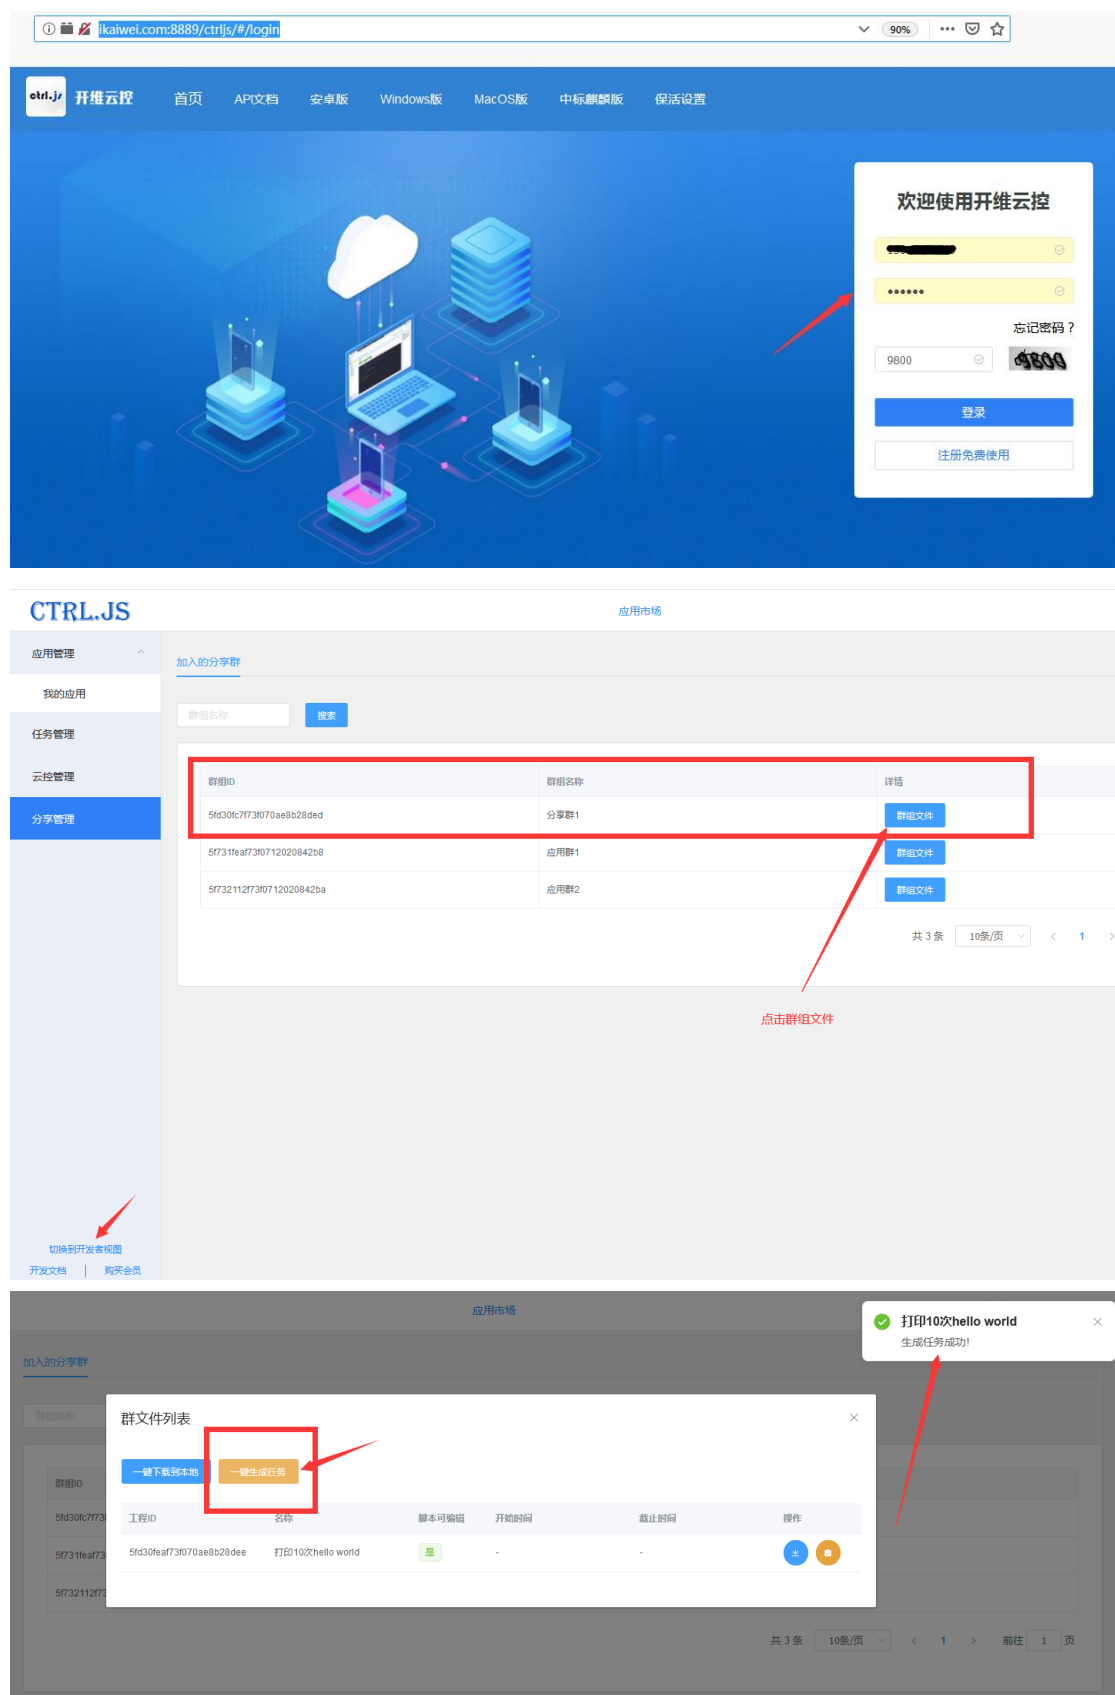 ikaiwei.com:8889/ctrljs/#/login
90%
ctrl.js 开维云控 首页 API文档 安卓版 Windows版 MacOS版 中标麒麟版 保活设置
欢迎使用开维云控
••••••
忘记密码 ?
9800 9800
登录
注册免费使用
CTRL.JS 应用市场
应用管理
加入的分享群
我的应用
群组名称 搜索
任务管理
云控管理
群组ID 群组名称 详情
分享管理
5fd30fc7f73f070ae8b28ded 分享群1 群组文件
5f731feaf73f0712020842b8 应用群1 群组文件
5f732112f73f0712020842ba 应用群2 群组文件
共 3 条 10条/页 < 1 >
点击群组文件
切换到开发者视图
开发文档 | 购买会员
应用市场
打印10次hello world
生成任务成功!
加入的分享群
群组名称
群文件列表
一键下载到本地 一键生成任务
群组ID
工程ID 名称 脚本可编辑 开始时间 截止时间 操作
5fd30fc7f73
5fd30feaf73f070ae8b28dee 打印10次hello world 是 - -
5f731feaf73
5f732112f73
共 3 条 10条/页 < 1 > 前往 1 页